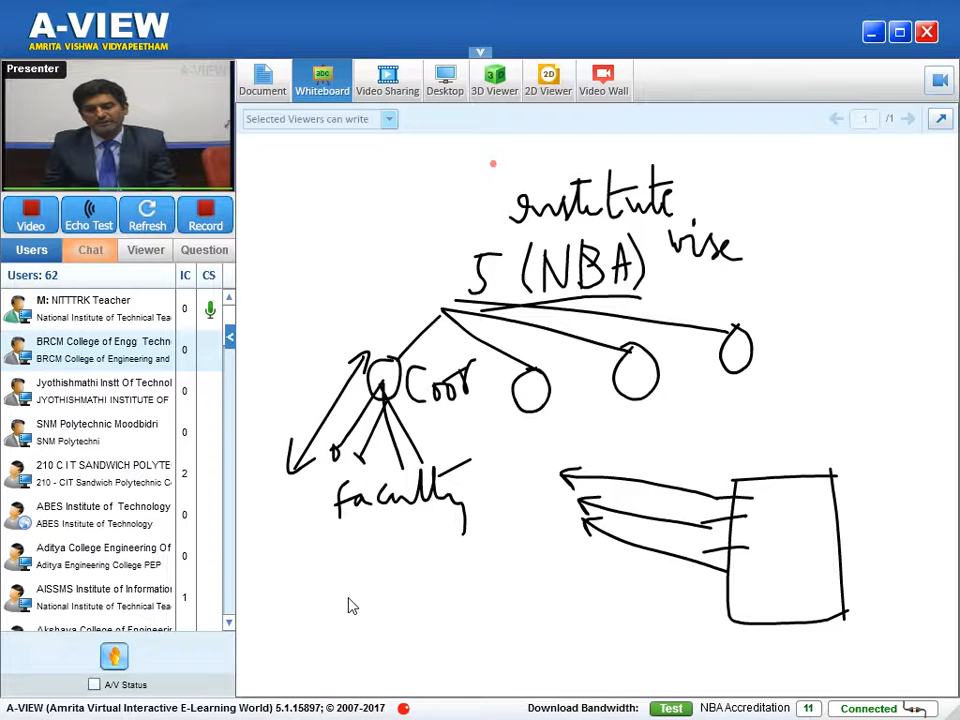 A-VIEW
AMRITA VISHWA VIDYAPEETHAM
Presenter
A-VIEW
Document
Whiteboard
Video Sharing
Desktop
3D Viewer
2D Viewer
Video Wall
Selected Viewers can write
1
/1
Video
Echo Test
Refresh
Record
Users
Chat
Viewer
Question
Users: 62
IC
CS
M: NITTTRK Teacher
National Institute of Technical Tea
0
BRCM College of Engg Techn
BRCM College of Engineering and
0
Jyothishmathi Instt Of Technol
JYOTHISHMATHI INSTITUTE OF
0
SNM Polytechnic Moodbidri
SNM Polytechni
0
210 C I T SANDWICH POLYTE
210 - CIT Sandwich Polytechnic C
2
ABES Institute of Technology
ABES Institute of Technology
0
Aditya College Engineering Of
Aditya Engineering College PEP
0
AISSMS Institute of Informatio
National Institute of Technical Tea
1
Akshaya College of Engineerin
A/V Status
institute
wise
5 (NBA)
Coor
faculty
A-VIEW (Amrita Virtual Interactive E-Learning World) 5.1.15897; © 2007-2017
Download Bandwidth:
Test
NBA Accreditation
11
Connected